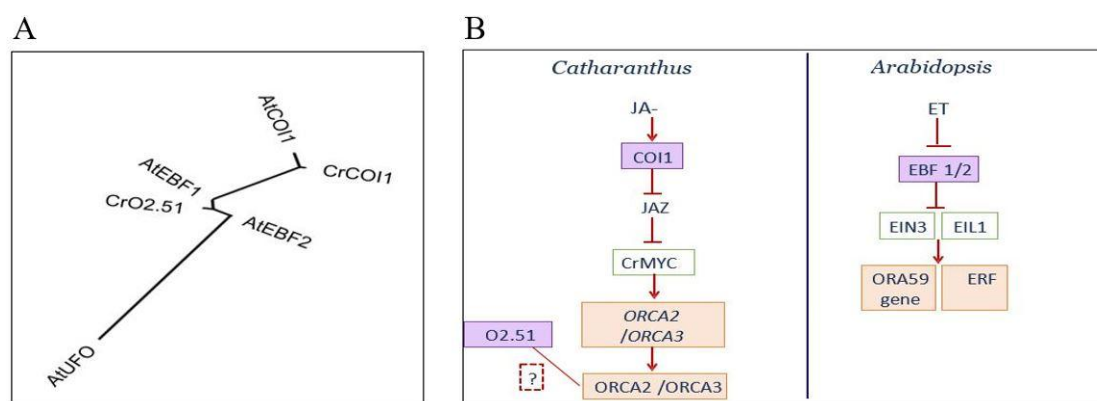 A
AtCOI1
CrCOI1
AtEBF1
CrO2.51
AtEBF2
AtUFO
B
Catharanthus
JA-
COI1
JAZ
CrMYC
ORCA2
/ORCA3
O2.51
?
ORCA2 /ORCA3
Arabidopsis
ET
EBF 1/2
EIN3
EIL1
ORA59
gene
ERF